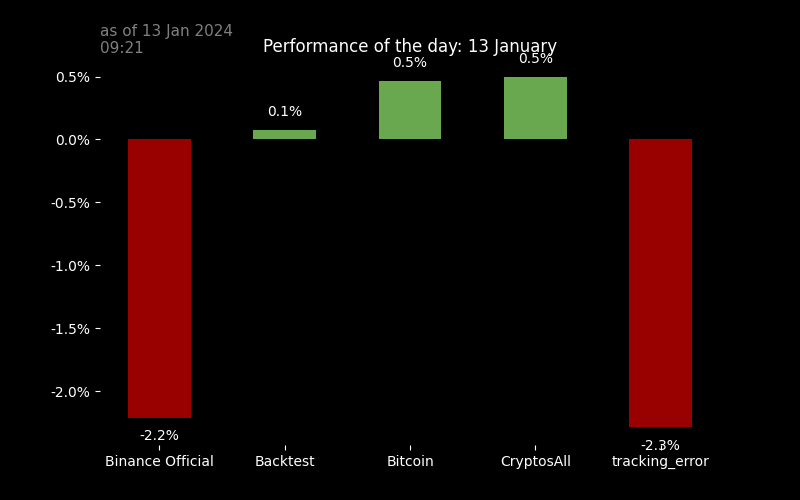 as of 13 Jan 2024
09:21
Performance of the day: 13 January
0.5%
0.0%
-0.5%
-1.0%
-1.5%
-2.0%
-2.2%
0.1%
0.5%
0.5%
-2.3%
Binance Official
Backtest
Bitcoin
CryptosAll
tracking_error